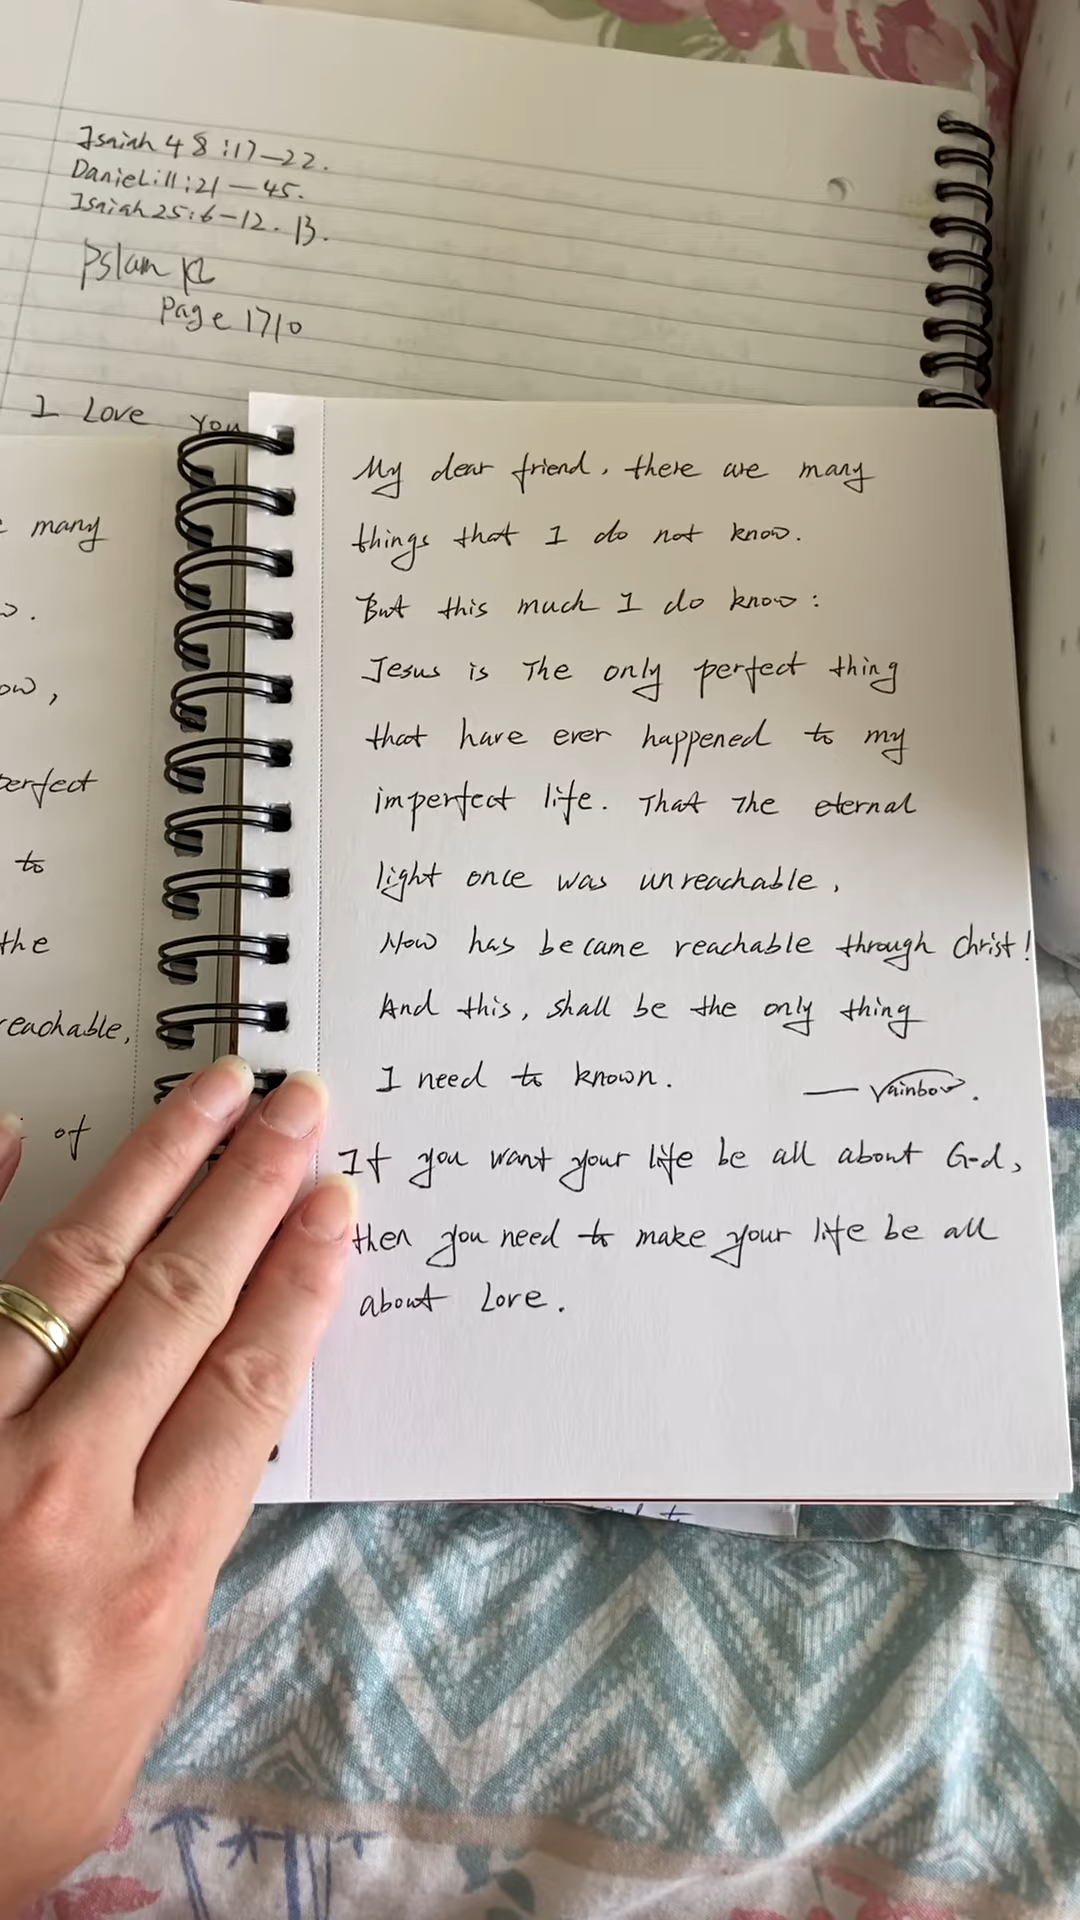 Isaiah 48:17—22.
Daniel.11:21—45.
Isaiah 25:6-12. 13.
Pslam
Page 1710
I Love You
many
perfect
to
the
reachable,
of
My dear friend, there are many
things that I do not know.
But this much I do know:
Jesus is The only perfect thing
that have ever happened to my
imperfect life. That The eternal
light once was unreachable,
Now has became reachable through Christ!
And this, shall be the only thing
I need to known. — rainbow.
If you want your life be all about G-d,
then you need to make your life be all
about Love.